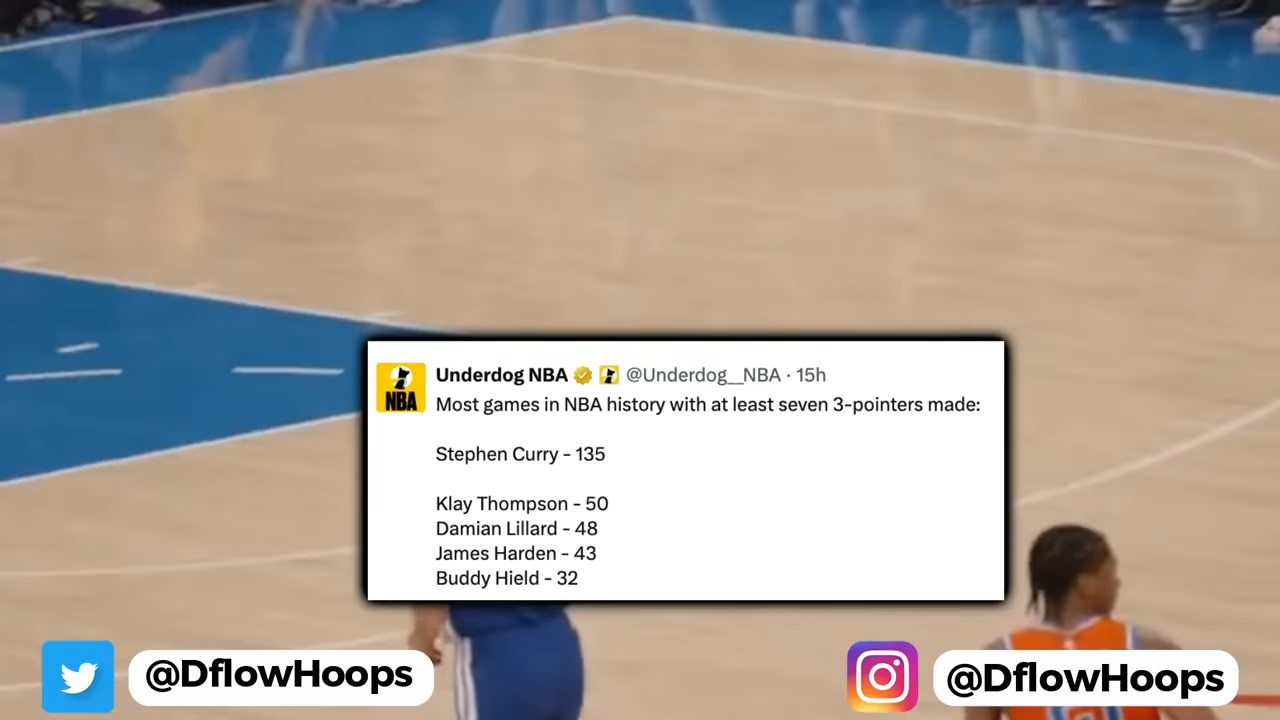 Underdog NBA @Underdog__NBA · 15h
NBA
Most games in NBA history with at least seven 3-pointers made:
Stephen Curry - 135
Klay Thompson - 50
Damian Lillard - 48
James Harden - 43
Buddy Hield - 32
@DflowHoops
@DflowHoops